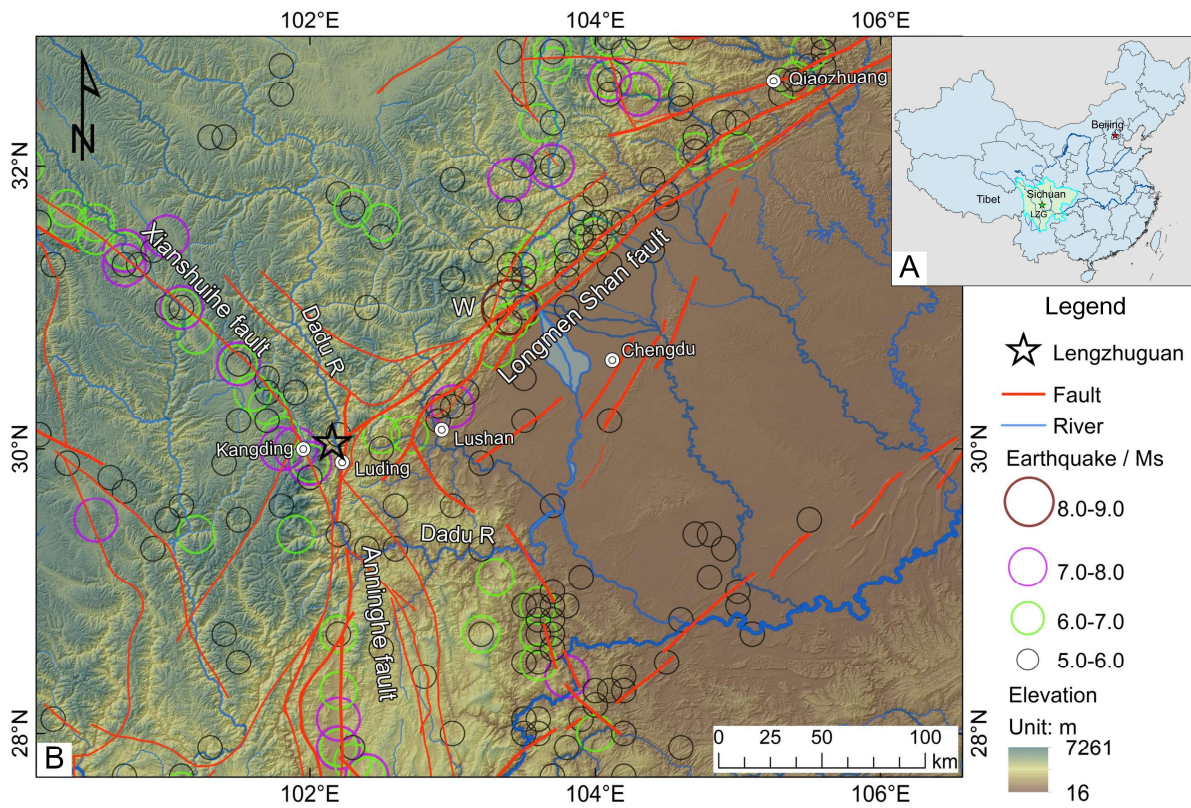 102°E
104°E
106°E
N
32°N
30°N
28°N
Qiaozhuang
Xianshuihe fault
Dadu R
W
Longmen Shan fault
Chengdu
Kangding
Luding
Lushan
Dadu R
Anninghe fault
B
0 25 50 100
km
102°E
104°E
106°E
30°N
28°N
Beijing
Tibet
Sichuan
LZG
A
Legend
Lengzhuguan
Fault
River
Earthquake / Ms
8.0-9.0
7.0-8.0
6.0-7.0
5.0-6.0
Elevation
Unit: m
7261
16